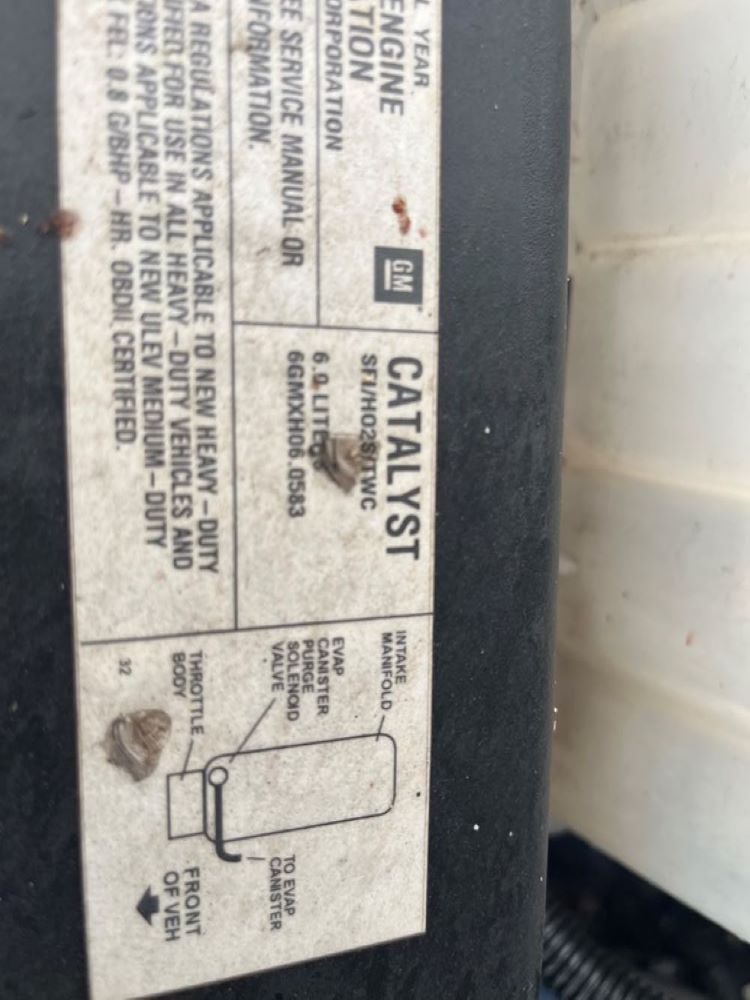 YEAR
ENGINE
ATION
ORPORATION
EE SERVICE MANUAL OR
NFORMATION.
GM
CATALYST
SFI/HO2S/TWC
6.0 LITERS
6GMXH06.0583
A REGULATIONS APPLICABLE TO NEW HEAVY-DUTY
IFIED FOR USE IN ALL HEAVY-DUTY VEHICLES AND
ONS APPLICABLE TO NEW ULEV MEDIUM-DUTY
FEL: 0.8 G/BHP-HR. OBDII CERTIFIED.
INTAKE
MANIFOLD
EVAP
CANISTER
PURGE
SOLENOID
VALVE
THROTTLE
BODY
32
TO EVAP
CANISTER
FRONT
OF VEH